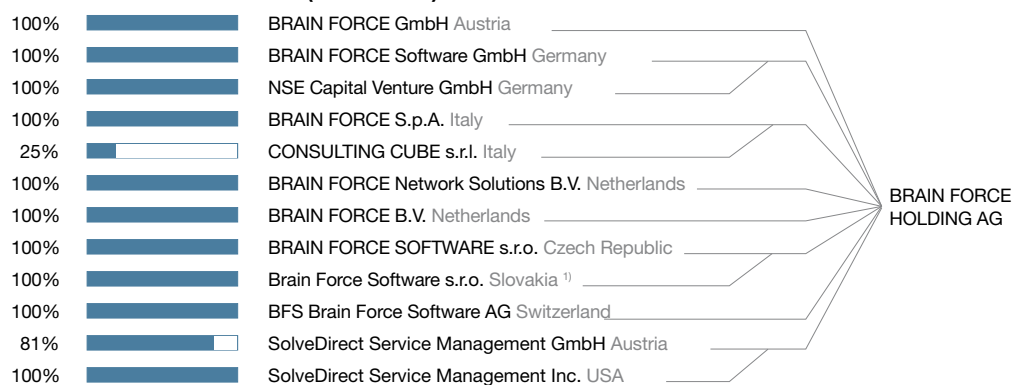 100% BRAIN FORCE GmbH Austria
100% BRAIN FORCE Software GmbH Germany
100% NSE Capital Venture GmbH Germany
100% BRAIN FORCE S.p.A. Italy
25% CONSULTING CUBE s.r.l. Italy
100% BRAIN FORCE Network Solutions B.V. Netherlands
100% BRAIN FORCE B.V. Netherlands
100% BRAIN FORCE SOFTWARE s.r.o. Czech Republic
100% Brain Force Software s.r.o. Slovakia 1)
100% BFS Brain Force Software AG Switzerland
81% SolveDirect Service Management GmbH Austria
100% SolveDirect Service Management Inc. USA
BRAIN FORCE
HOLDING AG